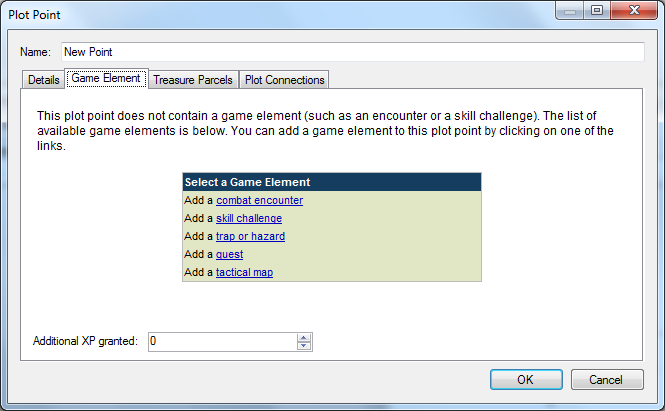 Plot Point
Name: New Point
Details Game Element Treasure Parcels Plot Connections
This plot point does not contain a game element (such as an encounter or a skill challenge). The list of
available game elements is below. You can add a game element to this plot point by clicking on one of the
links.
Select a Game Element
Add a combat encounter
Add a skill challenge
Add a trap or hazard
Add a quest
Add a tactical map
Additional XP granted: 0
OK Cancel